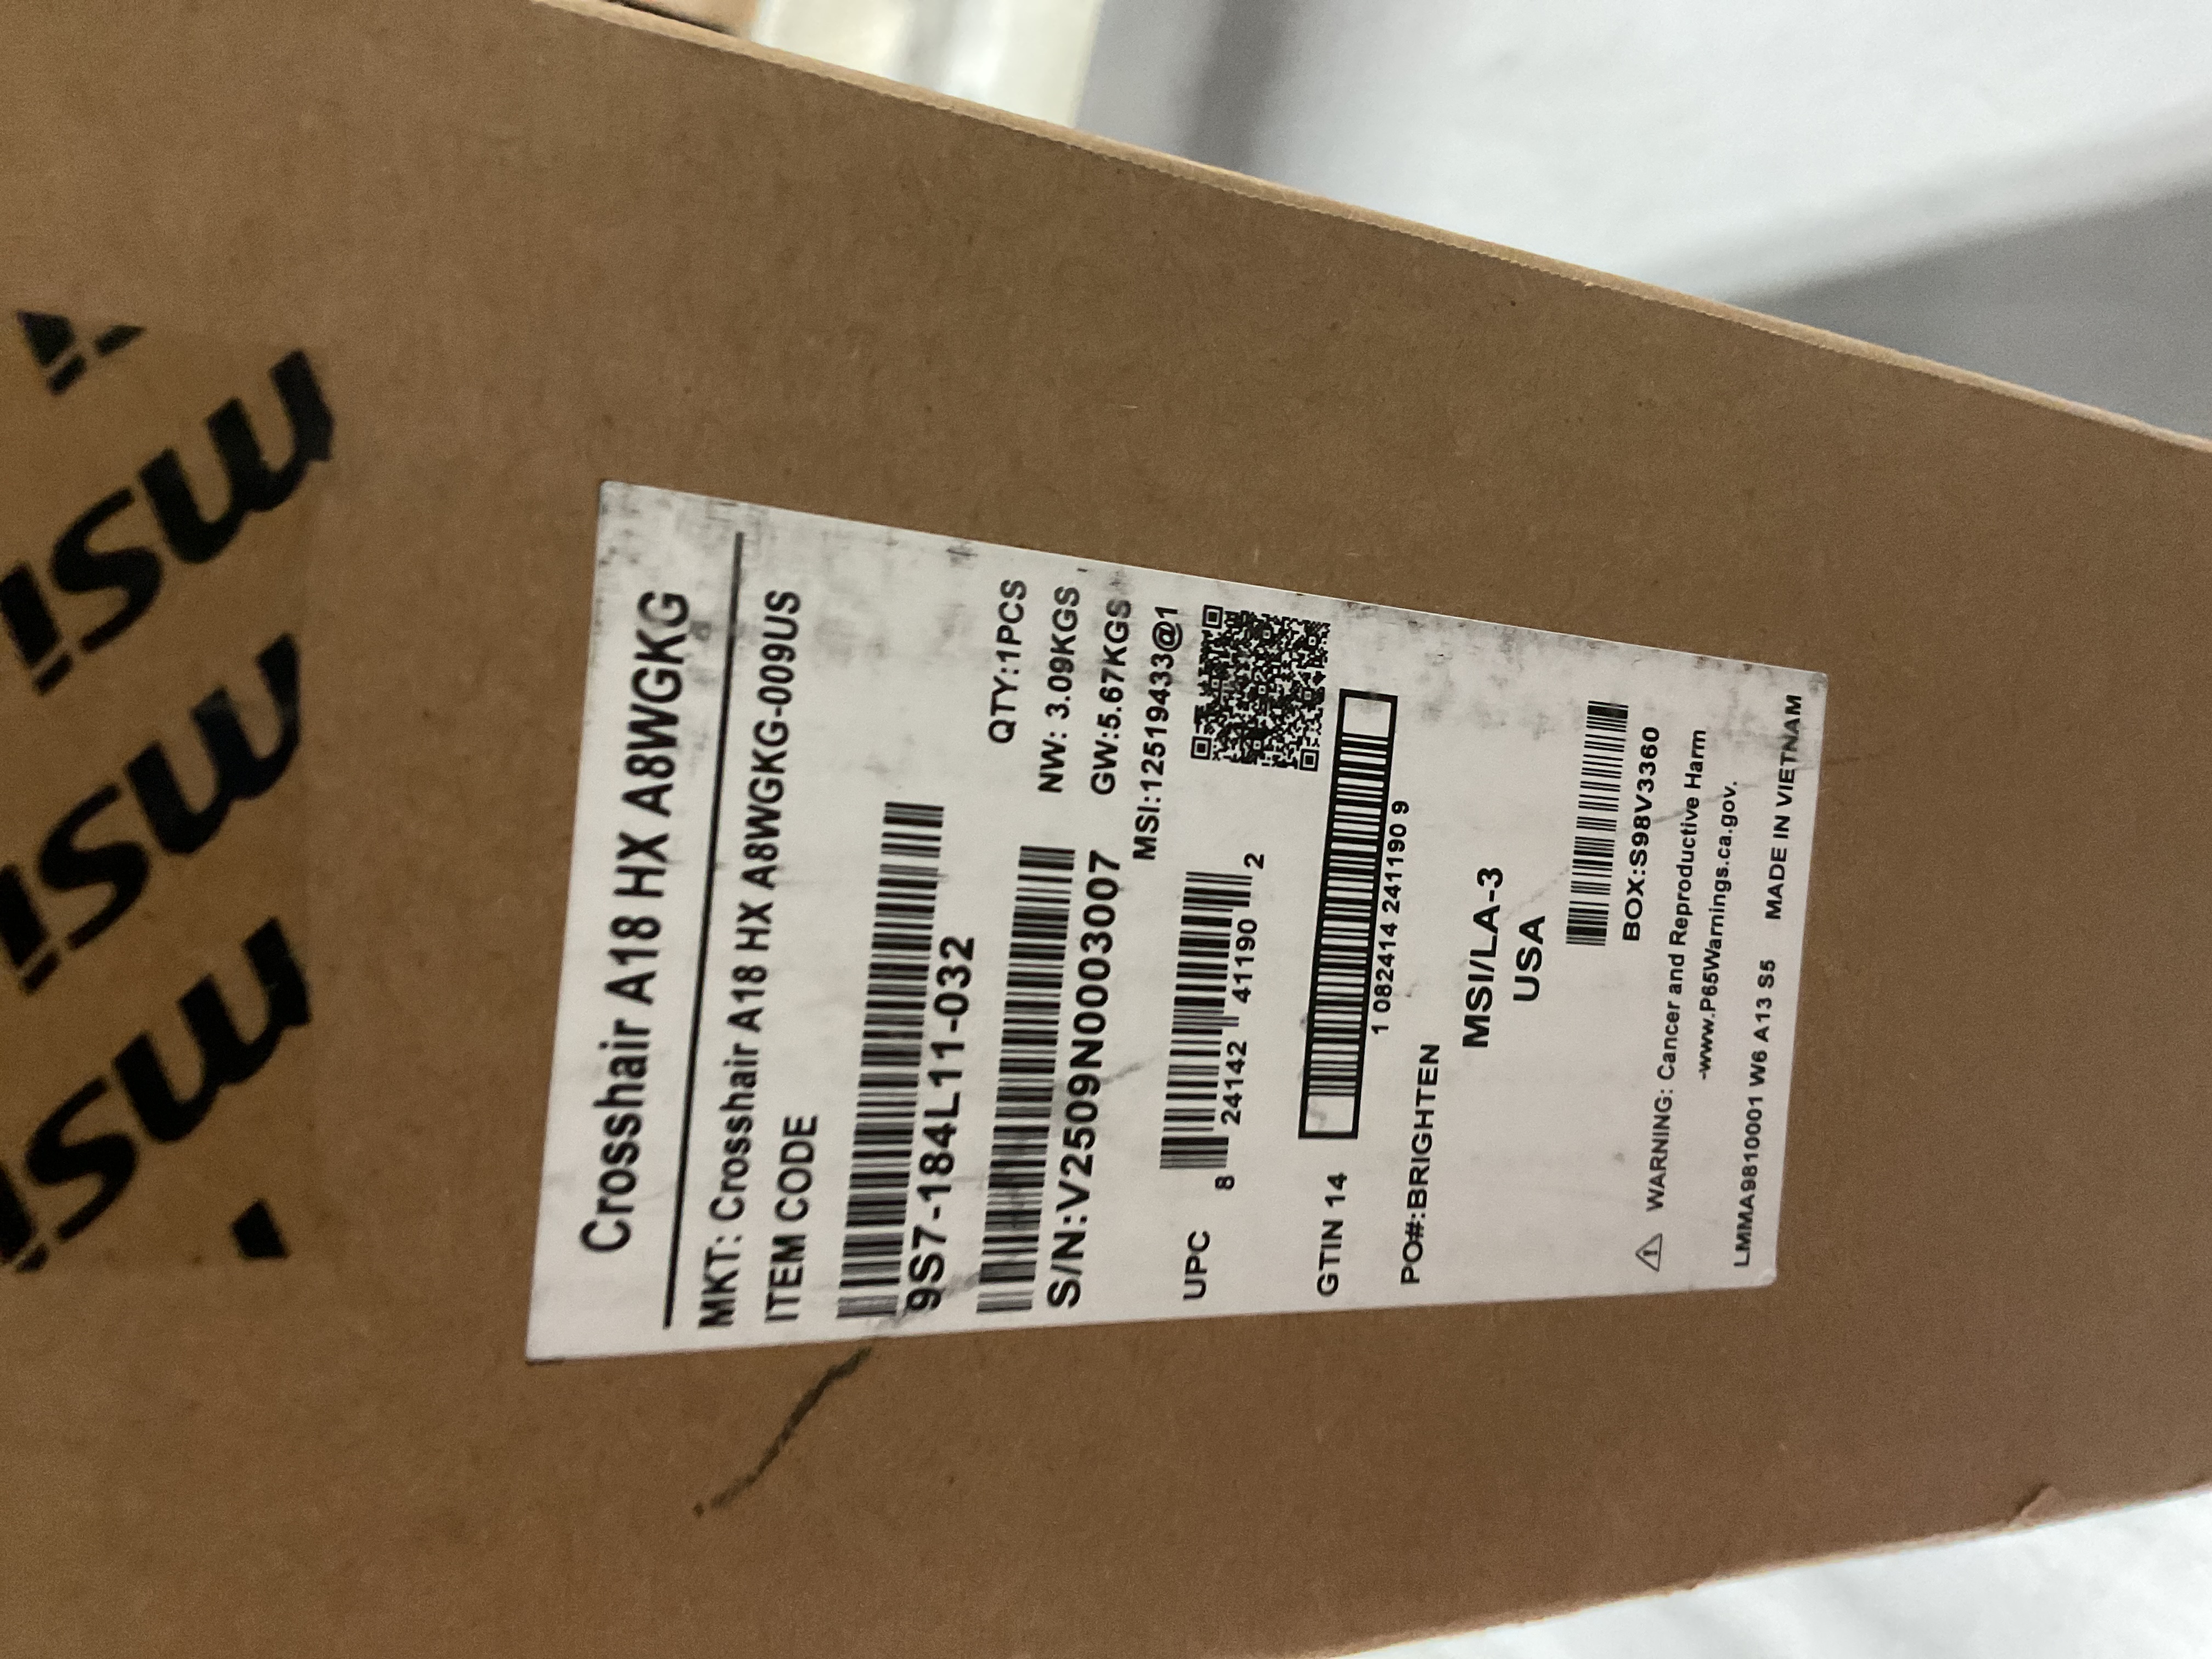 msi
msi
msi
Crosshair A18 HX A8WGKG
MKT: Crosshair A18 HX A8WGKG-009US
ITEM CODE
9S7-184L11-032
QTY:1PCS
S/N:V2509N0003007
NW: 3.09KGS
GW:5.67KGS
MSI:12519433@1
UPC
8 24142 41190 2
GTIN 14
1 0824142 41190 9
PO#:BRIGHTEN
MSI/LA-3
USA
BOX:S98V3360
WARNING: Cancer and Reproductive Harm
-www.P65Warnings.ca.gov.
LMMA9810001 W6 A13 S5 MADE IN VIETNAM